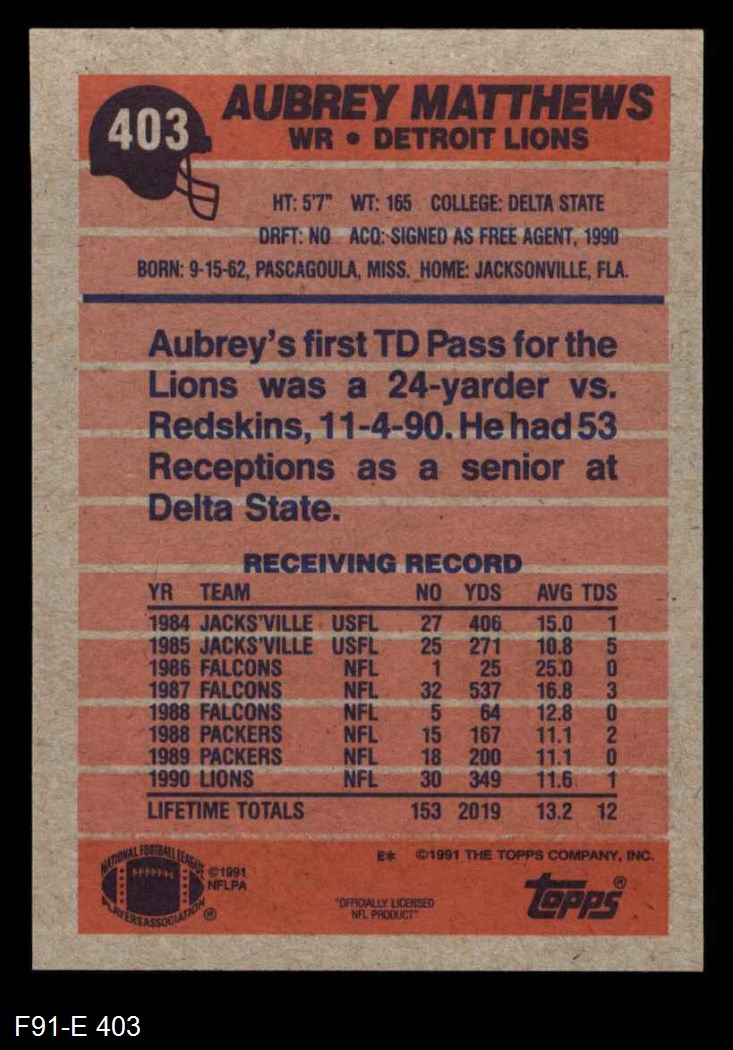 403
AUBREY MATTHEWS
WR • DETROIT LIONS
HT: 5'7" WT: 165 COLLEGE: DELTA STATE
DRFT: NO ACQ: SIGNED AS FREE AGENT, 1990
BORN: 9-15-62, PASCAGOULA, MISS. HOME: JACKSONVILLE, FLA.
Aubrey's first TD Pass for the
Lions was a 24-yarder vs.
Redskins, 11-4-90. He had 53
Receptions as a senior at
Delta State.
RECEIVING RECORD
YR TEAM NO YDS AVG TDS
1984 JACKS'VILLE USFL 27 406 15.0 1
1985 JACKS'VILLE USFL 25 271 10.8 5
1986 FALCONS NFL 1 25 25.0 0
1987 FALCONS NFL 32 537 16.8 3
1988 FALCONS NFL 5 64 12.8 0
1988 PACKERS NFL 15 167 11.1 2
1989 PACKERS NFL 18 200 11.1 0
1990 LIONS NFL 30 349 11.6 1
LIFETIME TOTALS 153 2019 13.2 12
NATIONAL FOOTBALL LEAGUE
PLAYERS ASSOCIATION ®
©1991
NFLPA
E* ©1991 THE TOPPS COMPANY, INC.
"OFFICIALLY LICENSED
NFL PRODUCT"
topps®
F91-E 403